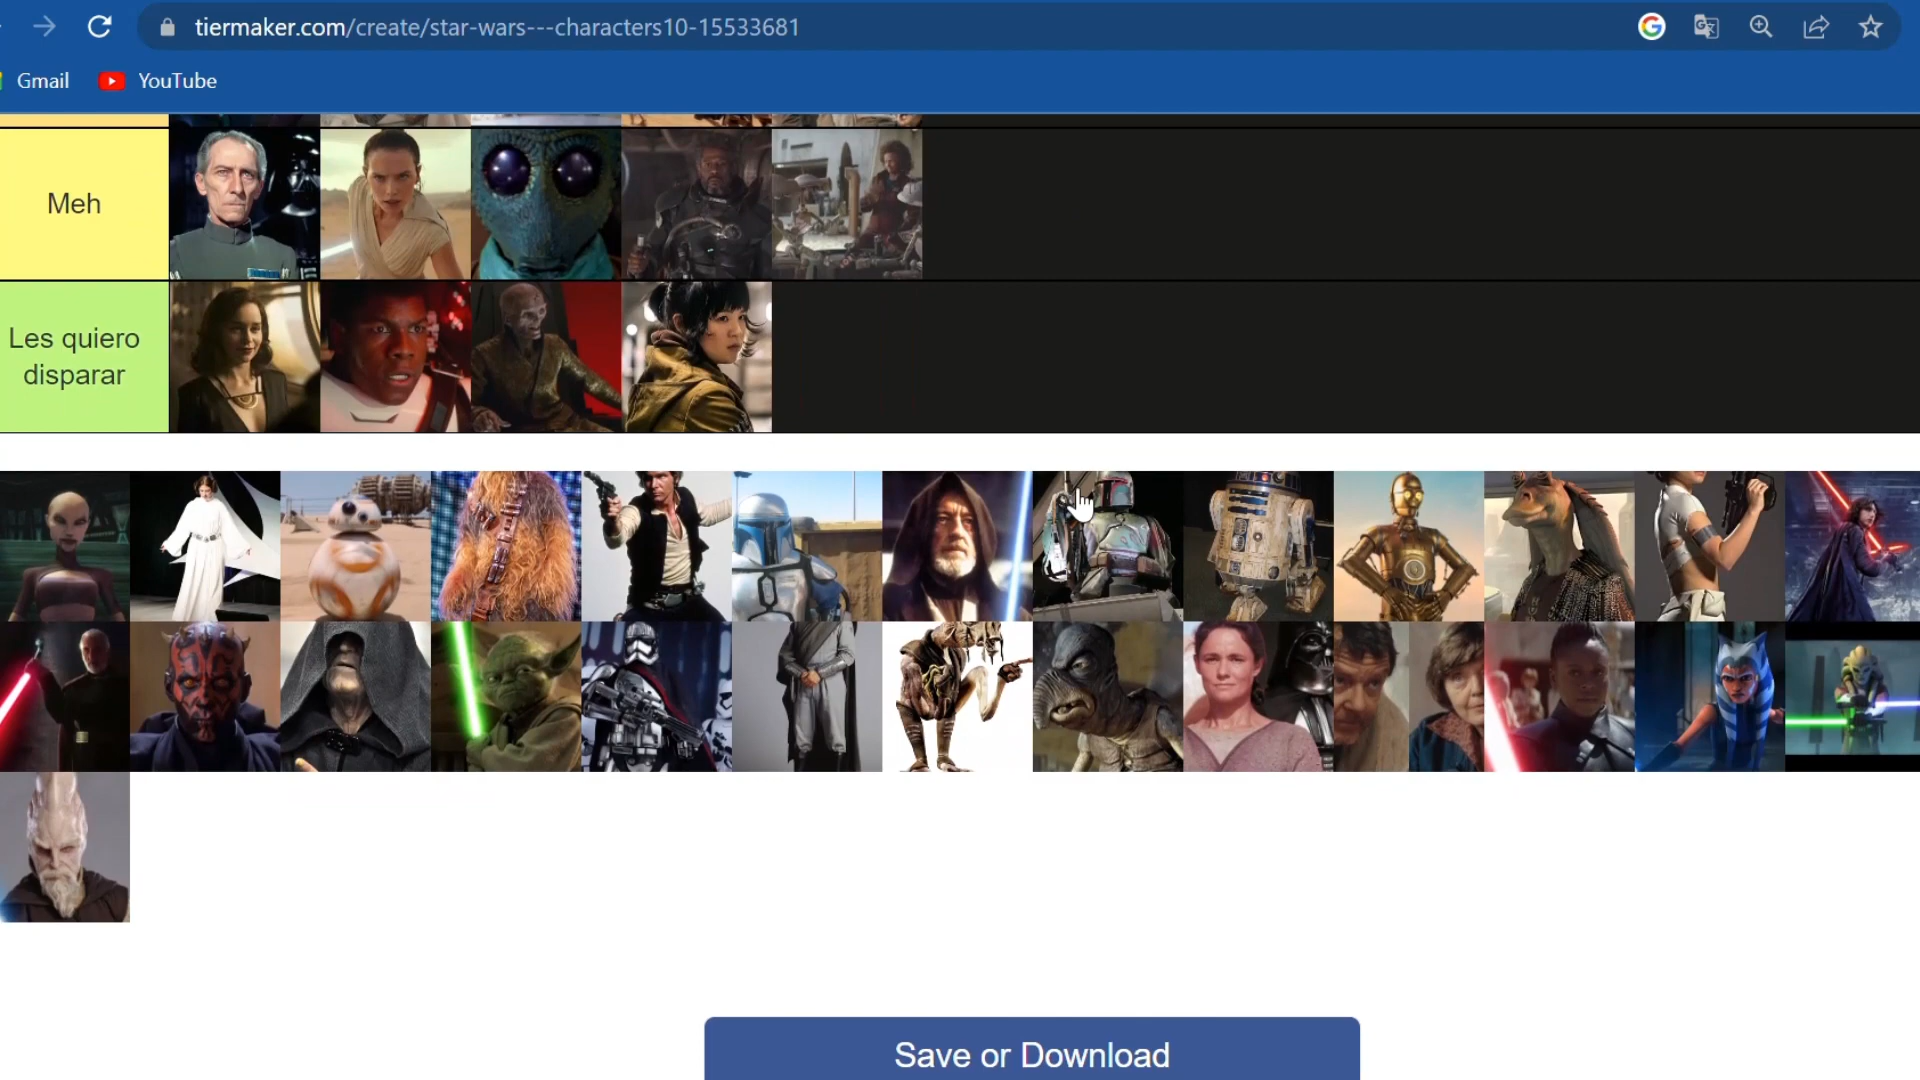 tiermaker.com/create/star-wars---characters10-15533681
Gmail
YouTube
Meh
Les quiero
disparar
Save or Download